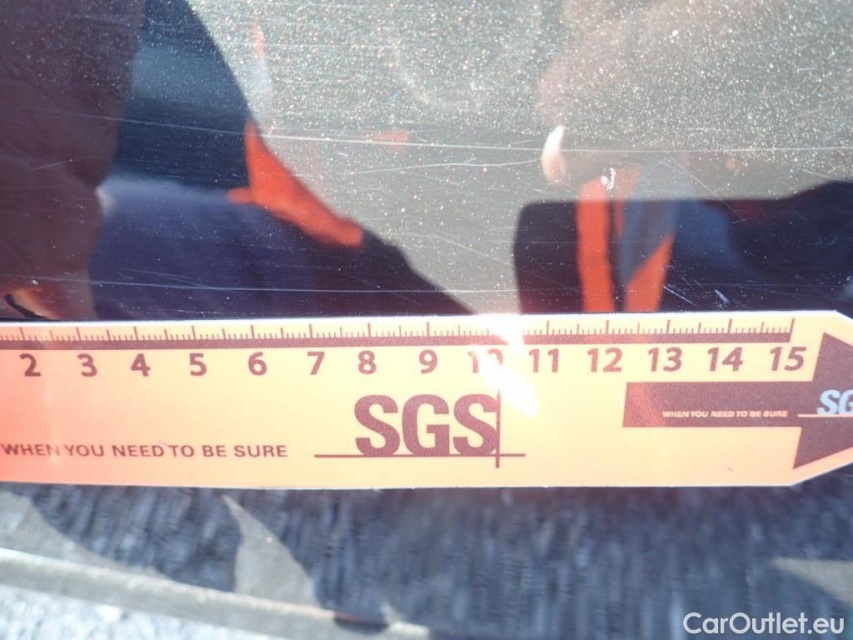 2 3 4 5 6 7 8 9 10 11 12 13 14 15
SGS
WHEN YOU NEED TO BE SURE
WHEN YOU NEED TO BE SURE
SG
CarOutlet.eu